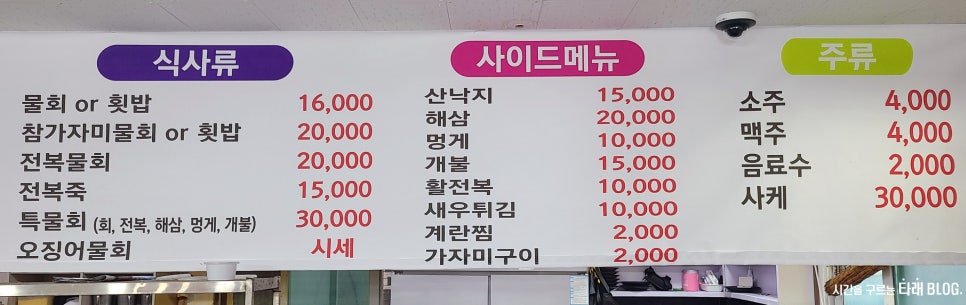 식사류
물회 or 횟밥 16,000
참가자미물회 or 횟밥 20,000
전복물회 20,000
전복죽 15,000
특물회 (회, 전복, 해삼, 멍게, 개불) 30,000
오징어물회 시세
사이드메뉴
산낙지 15,000
해삼 20,000
멍게 10,000
개불 15,000
활전복 10,000
새우튀김 10,000
계란찜 2,000
가자미구이 2,000
주류
소주 4,000
맥주 4,000
음료수 2,000
사케 30,000
시간을 구르는 타래 BLOG.